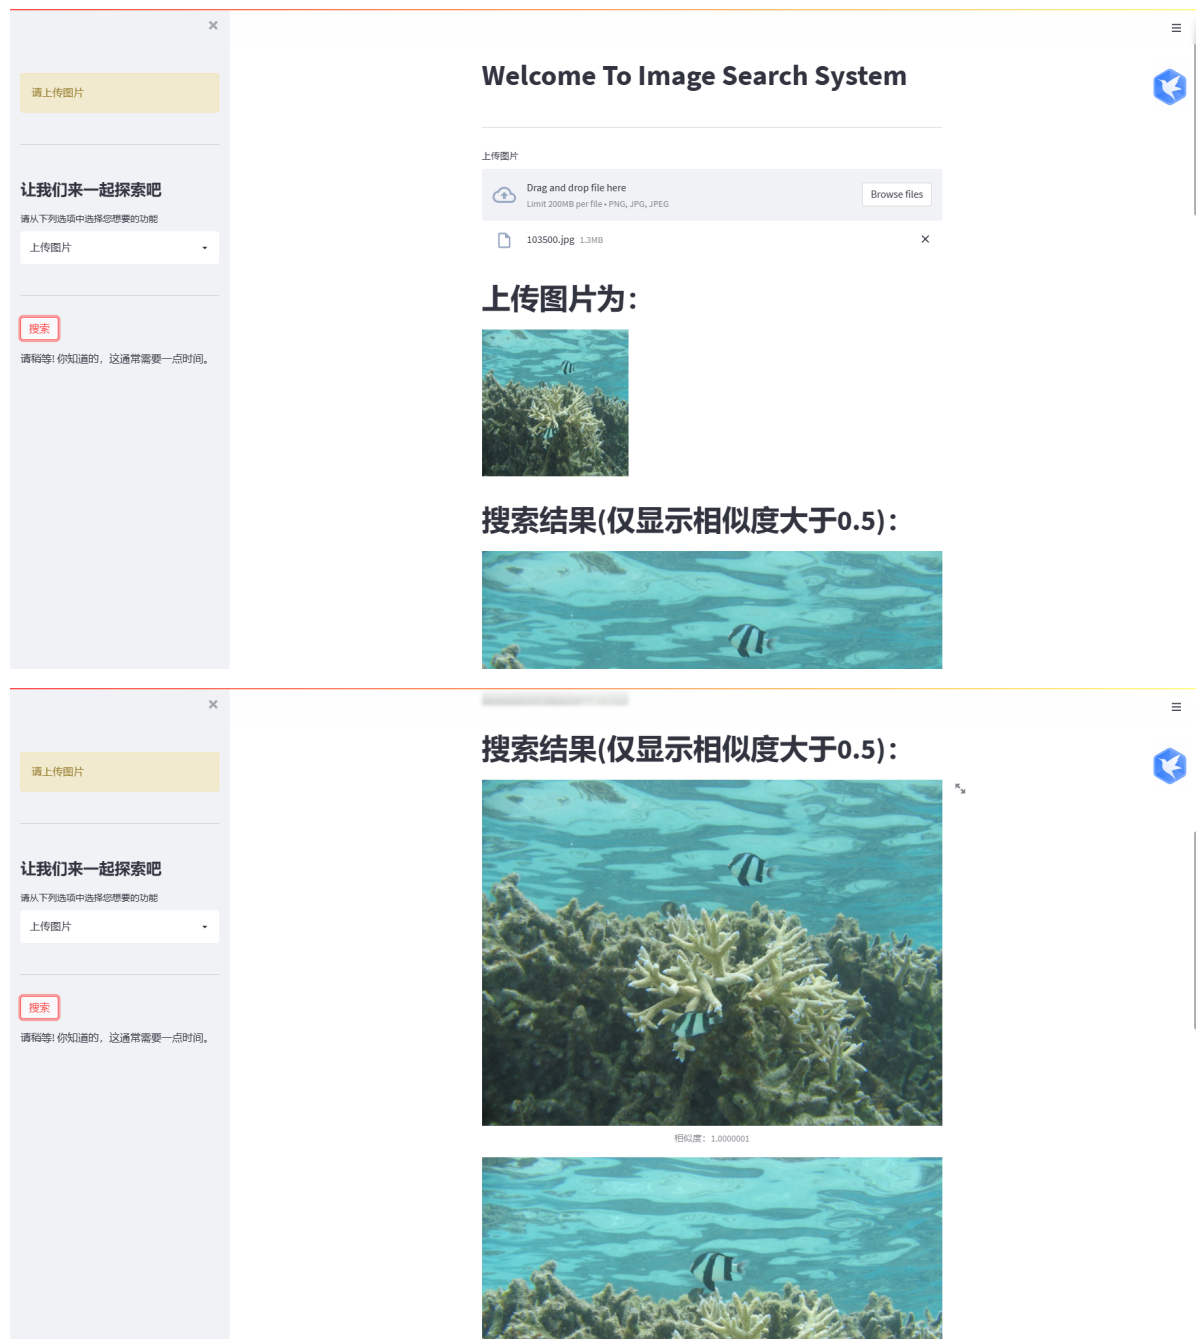 ×
请上传图片
让我们来一起探索吧
请从下列选项中选择您想要的功能
上传图片
搜索
请稍等! 你知道的，这通常需要一点时间。
Welcome To Image Search System
上传图片
Drag and drop file here
Limit 200MB per file • PNG, JPG, JPEG
Browse files
103500.jpg 1.3MB
上传图片为：
搜索结果(仅显示相似度大于0.5)：
×
请上传图片
让我们来一起探索吧
请从下列选项中选择您想要的功能
上传图片
搜索
请稍等! 你知道的，这通常需要一点时间。
搜索结果(仅显示相似度大于0.5)：
相似度：1.0000001